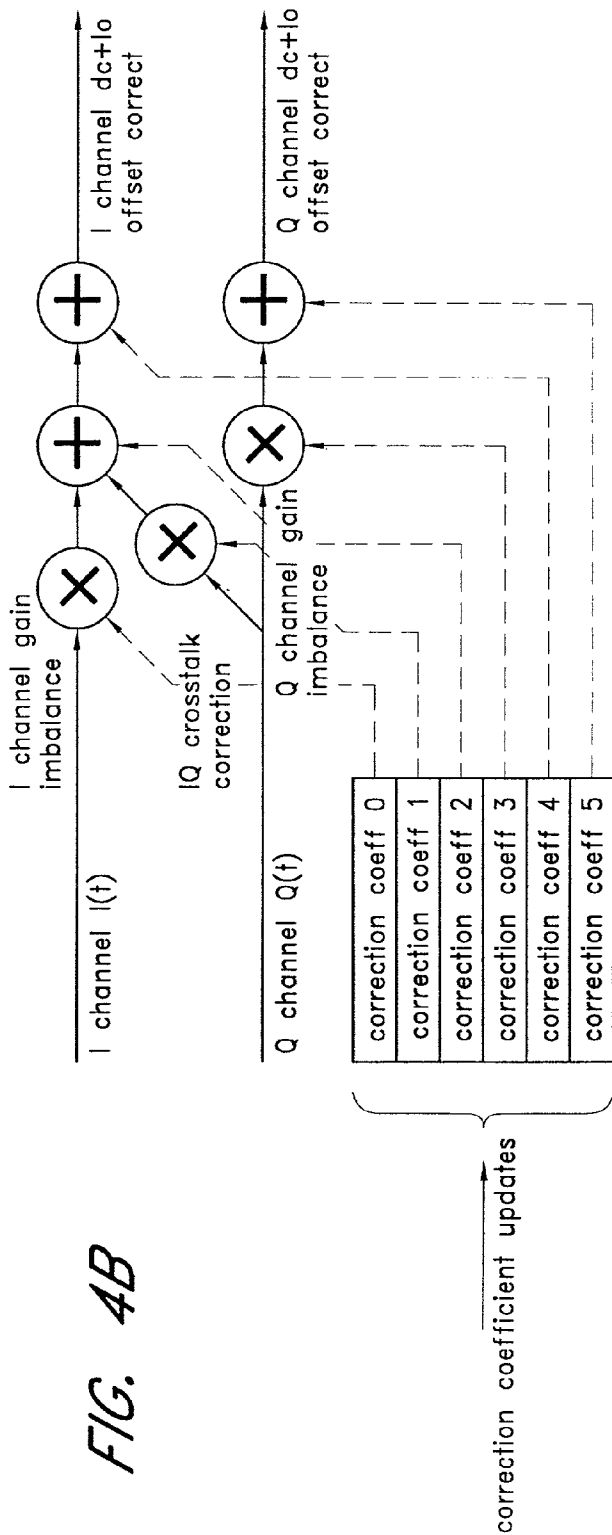 FIG. 4B
I channel gain
imbalance
I channel I(t)
I channel dc+lo
offset correct
IQ crosstalk
correction
Q channel gain
imbalance
Q channel Q(t)
Q channel dc+lo
offset correct
correction coefficient updates
correction coeff 0
correction coeff 1
correction coeff 2
correction coeff 3
correction coeff 4
correction coeff 5